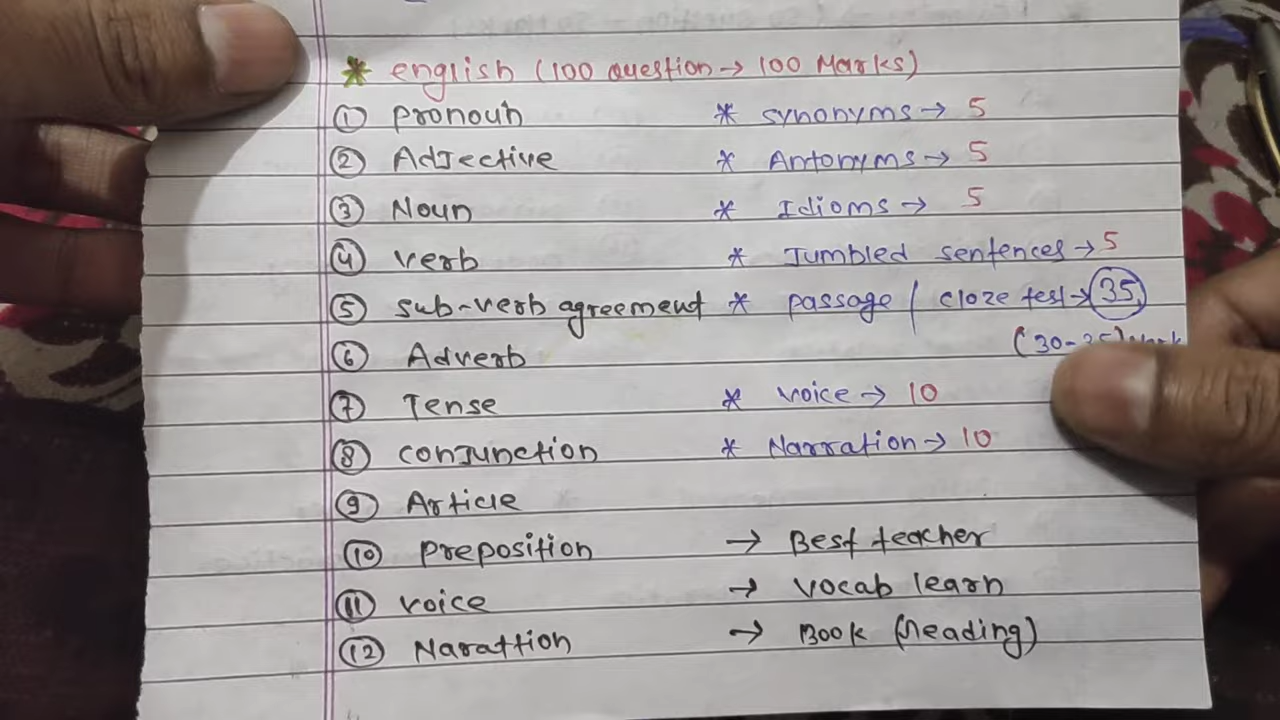 * english (100 question → 100 Marks)
① pronoun * synonyms → 5
② Adjective * Antonyms → 5
③ Noun * Idioms → 5
④ verb * Jumbled sentences → 5
⑤ sub-verb agreement * passage / cloze test → 35
⑥ Adverb (30-35)
⑦ Tense * voice → 10
⑧ conjunction * Narration → 10
⑨ Article
⑩ preposition → Best teacher
⑪ voice → vocab learn
⑫ Narattion → Book (reading)